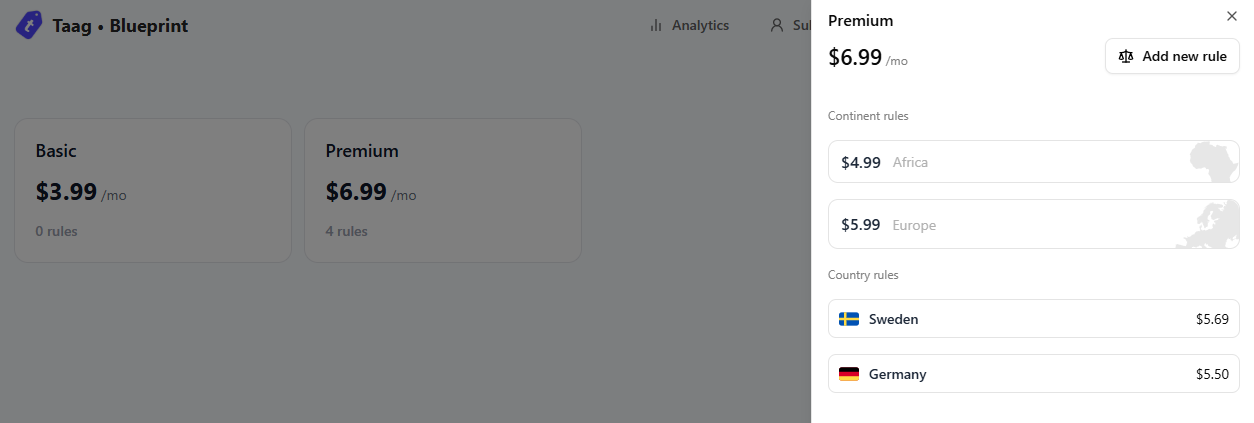 Taag • Blueprint
Analytics
Sul
Basic
$3.99 /mo
0 rules
Premium
$6.99 /mo
4 rules
Premium
$6.99 /mo
Add new rule
Continent rules
$4.99 Africa
$5.99 Europe
Country rules
Sweden $5.69
Germany $5.50